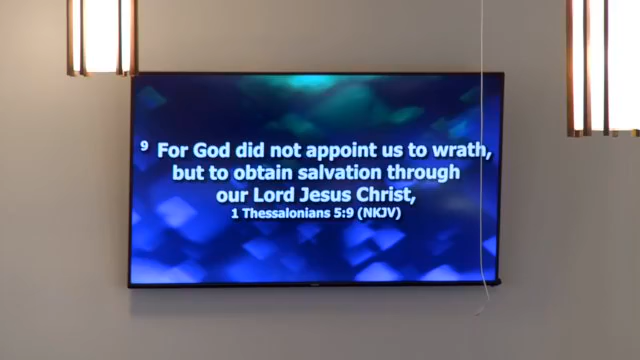 9 For God did not appoint us to wrath,
but to obtain salvation through
our Lord Jesus Christ,
1 Thessalonians 5:9 (NKJV)